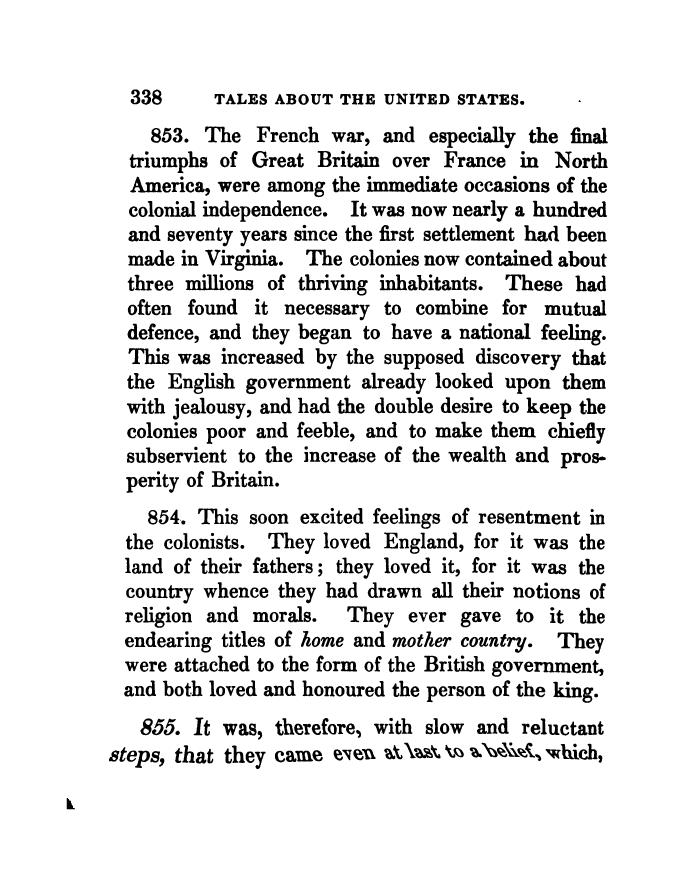 338 TALES ABOUT THE UNITED STATES.
853. The French war, and especially the final
triumphs of Great Britain over France in North
America, were among the immediate occasions of the
colonial independence. It was now nearly a hundred
and seventy years since the first settlement had been
made in Virginia. The colonies now contained about
three millions of thriving inhabitants. These had
often found it necessary to combine for mutual
defence, and they began to have a national feeling.
This was increased by the supposed discovery that
the English government already looked upon them
with jealousy, and had the double desire to keep the
colonies poor and feeble, and to make them chiefly
subservient to the increase of the wealth and pros-
perity of Britain.
854. This soon excited feelings of resentment in
the colonists. They loved England, for it was the
land of their fathers; they loved it, for it was the
country whence they had drawn all their notions of
religion and morals. They ever gave to it the
endearing titles of home and mother country. They
were attached to the form of the British government,
and both loved and honoured the person of the king.
855. It was, therefore, with slow and reluctant
steps, that they came even at last to a belief, which,